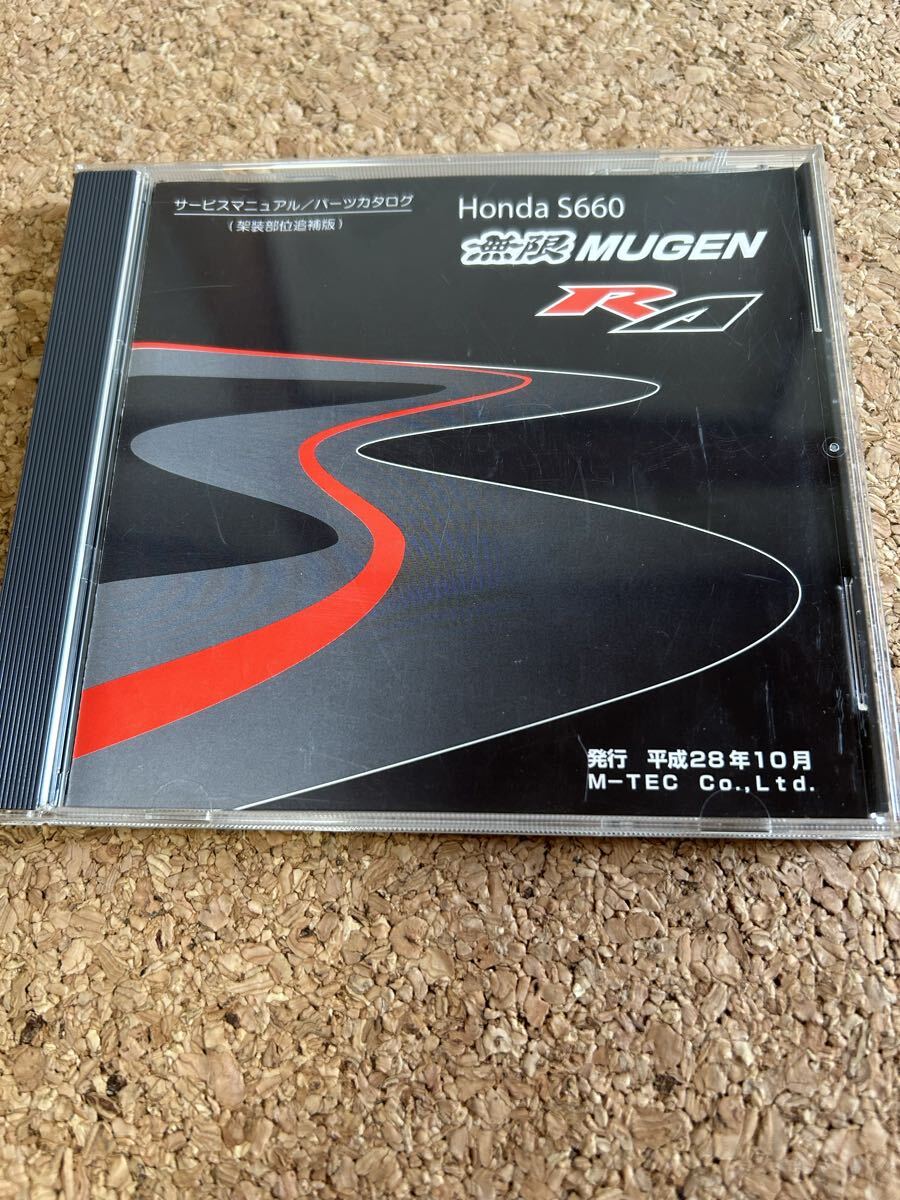 サービスマニュアル／パーツカタログ
（架装部位追補版）
Honda S660
無限 MUGEN
RA
発行 平成28年10月
M-TEC Co.,Ltd.